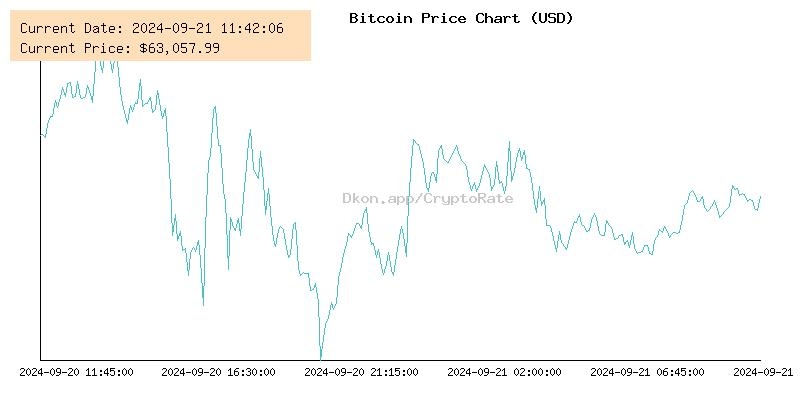 Bitcoin Price Chart (USD)
Current Date: 2024-09-21 11:42:06
Current Price: $63,057.99
Dkon.app/CryptoRate
2024-09-20 11:45:00 2024-09-20 16:30:00 2024-09-20 21:15:00 2024-09-21 02:00:00 2024-09-21 06:45:00 2024-09-21